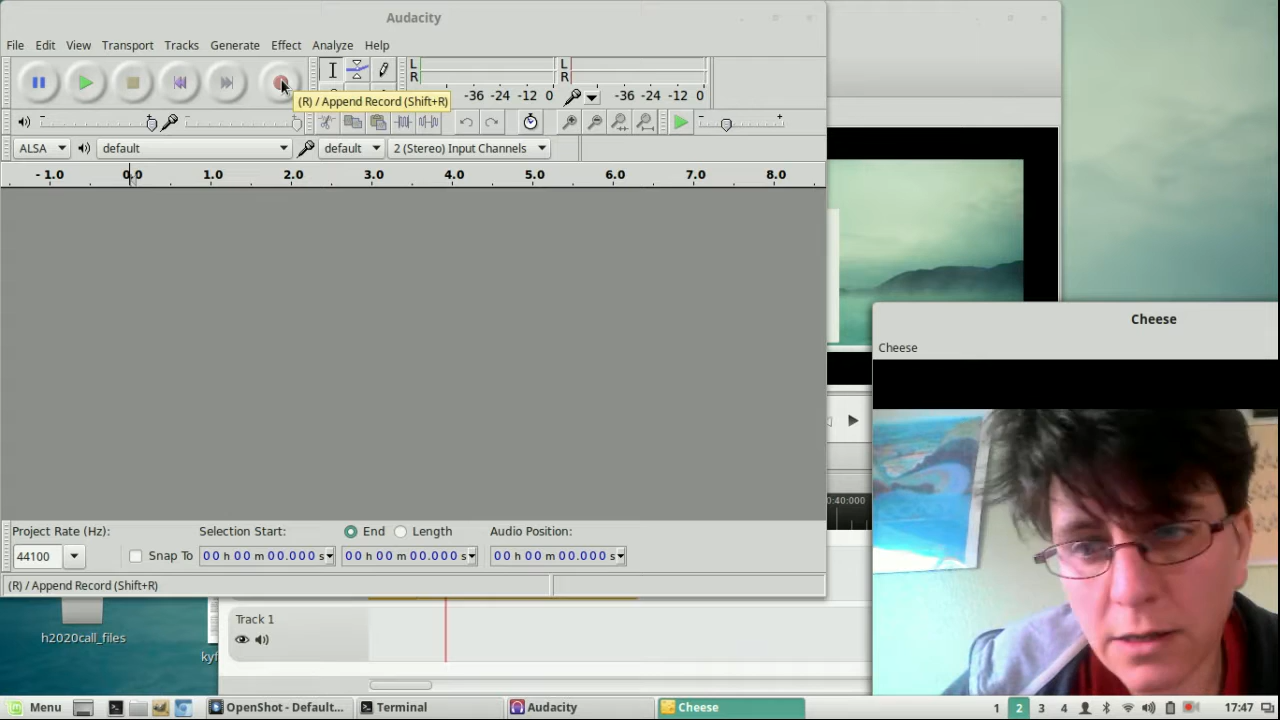 Audacity
File Edit View Transport Tracks Generate Effect Analyze Help
L
R
-36 -24 -12 0
L
R
-36 -24 -12 0
(R) / Append Record (Shift+R)
ALSA default default 2 (Stereo) Input Channels
- 1.0 0.0 1.0 2.0 3.0 4.0 5.0 6.0 7.0 8.0
Cheese
Cheese
0:40:000
Project Rate (Hz): Selection Start: End Length Audio Position:
44100 Snap To 00 h 00 m 00.000 s 00 h 00 m 00.000 s 00 h 00 m 00.000 s
(R) / Append Record (Shift+R)
Track 1
h2020call_files
kyf
Menu OpenShot - Default... Terminal Audacity Cheese 1 2 3 4 17:47